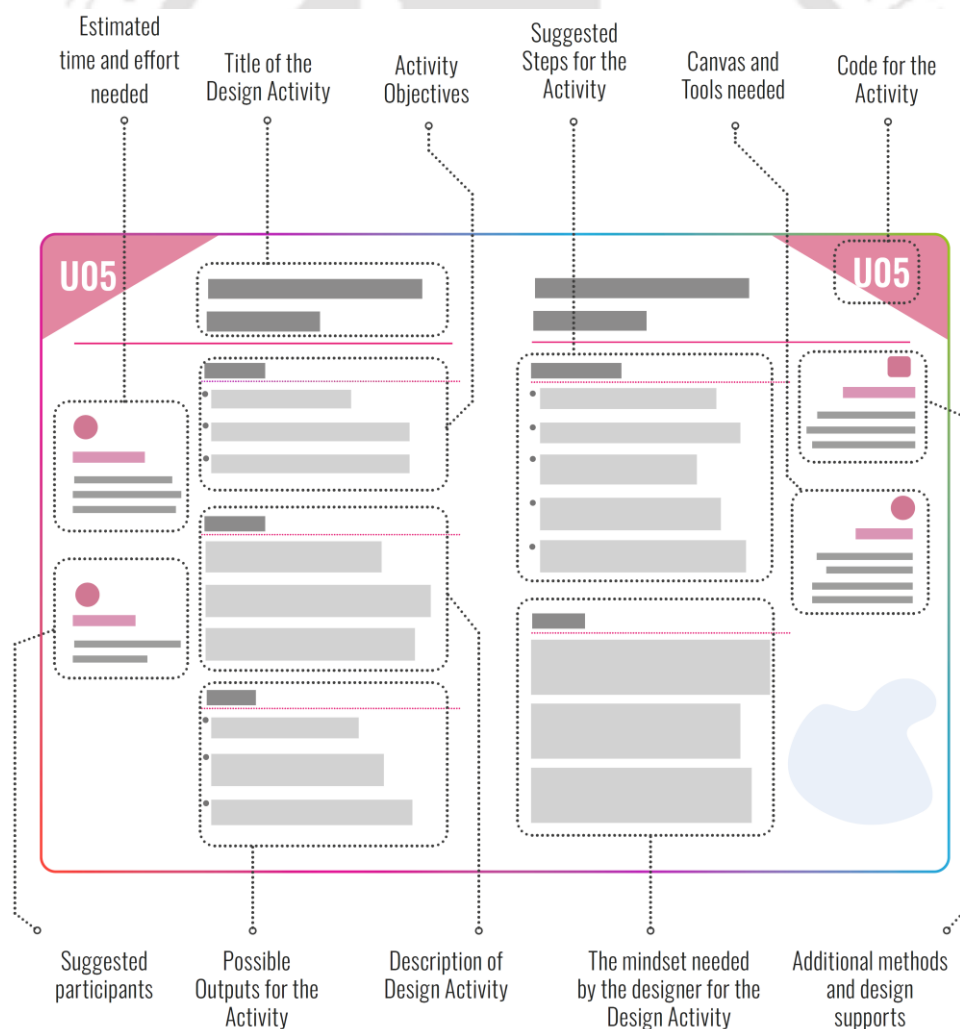 Estimated
time and effort
needed
Title of the
Design Activity
Activity
Objectives
Suggested
Steps for the
Activity
Canvas and
Tools needed
Code for the
Activity
U05
U05
Suggested
participants
Possible
Outputs for the
Activity
Description of
Design Activity
The mindset needed
by the designer for the
Design Activity
Additional methods
and design
supports